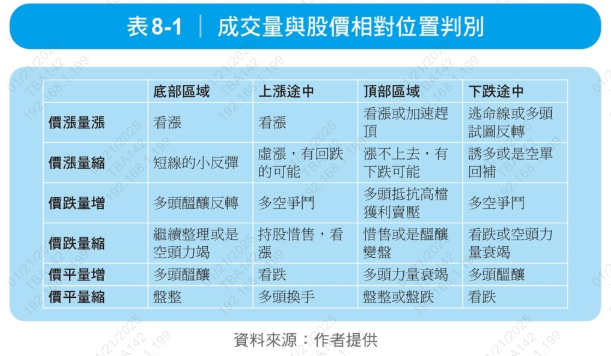 表8-1 │ 成交量與股價相對位置判別
底部區域 上漲途中 頂部區域 下跌途中
價漲量漲 看漲 看漲 看漲或加速趕頂 逃命線或多頭試圖反轉
價漲量縮 短線的小反彈 虛漲，有回跌的可能 漲不上去，有下跌可能 誘多或是空單回補
價跌量增 多頭醞釀反轉 多空爭鬥 多頭抵抗高檔獲利賣壓 多空爭鬥
價跌量縮 繼續整理或是空頭力竭 持股惜售，看漲 惜售或是醞釀變盤 看跌或空頭力量衰竭
價平量增 多頭醞釀 看跌 多頭力量衰竭 多頭醞釀
價平量縮 盤整 多頭換手 盤整或盤跌 看跌
資料來源：作者提供
01/21/2025
TBA142
192.168.1.199